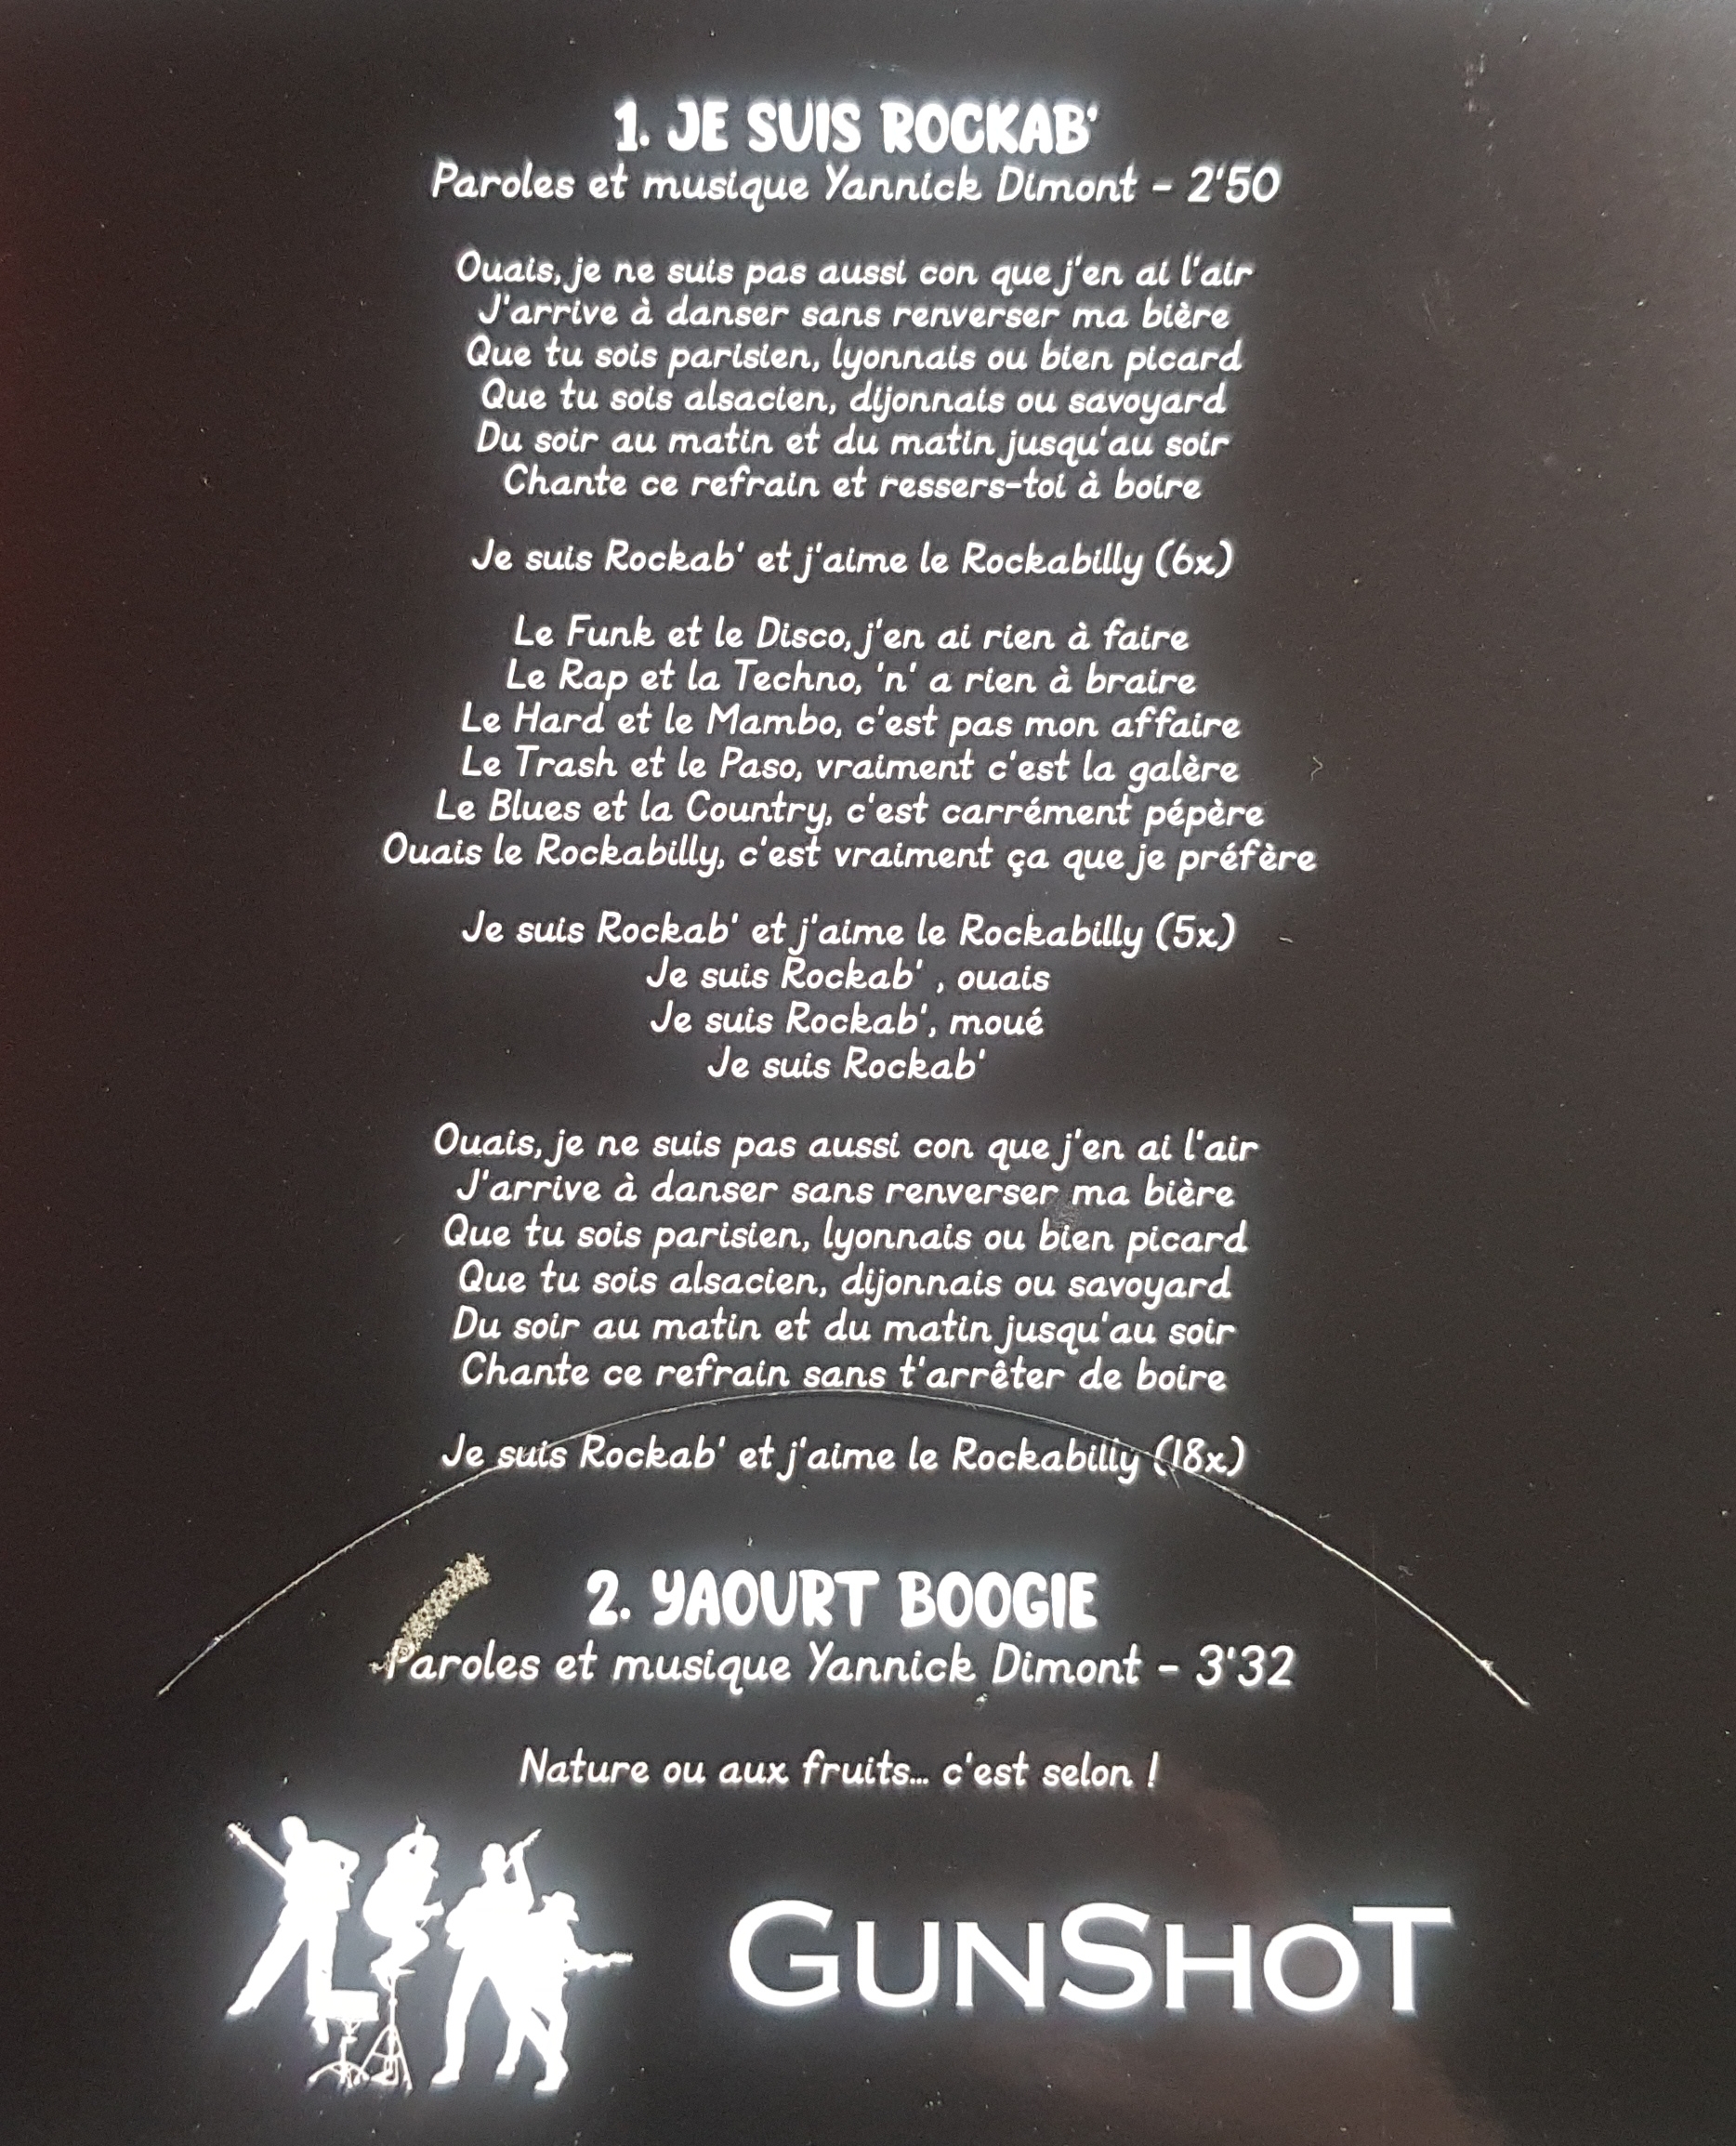 1. JE SUIS ROCKAB'
Paroles et musique Yannick Dimont - 2'50
Ouais, je ne suis pas aussi con que j'en ai l'air
J'arrive à danser sans renverser ma bière
Que tu sois parisien, lyonnais ou bien picard
Que tu sois alsacien, dijonnais ou savoyard
Du soir au matin et du matin jusqu'au soir
Chante ce refrain et ressers-toi à boire
Je suis Rockab' et j'aime le Rockabilly (6x)
Le Funk et le Disco, j'en ai rien à faire
Le Rap et la Techno, 'n' a rien à braire
Le Hard et le Mambo, c'est pas mon affaire
Le Trash et le Paso, vraiment c'est la galère
Le Blues et la Country, c'est carrément pépère
Ouais le Rockabilly, c'est vraiment ça que je préfère
Je suis Rockab' et j'aime le Rockabilly (5x)
Je suis Rockab' , ouais
Je suis Rockab', moué
Je suis Rockab'
Ouais, je ne suis pas aussi con que j'en ai l'air
J'arrive à danser sans renverser ma bière
Que tu sois parisien, lyonnais ou bien picard
Que tu sois alsacien, dijonnais ou savoyard
Du soir au matin et du matin jusqu'au soir
Chante ce refrain sans t'arrêter de boire
Je suis Rockab' et j'aime le Rockabilly (18x)
2. YAOURT BOOGIE
Paroles et musique Yannick Dimont - 3'32
Nature ou aux fruits... c'est selon !
GUNSHOT